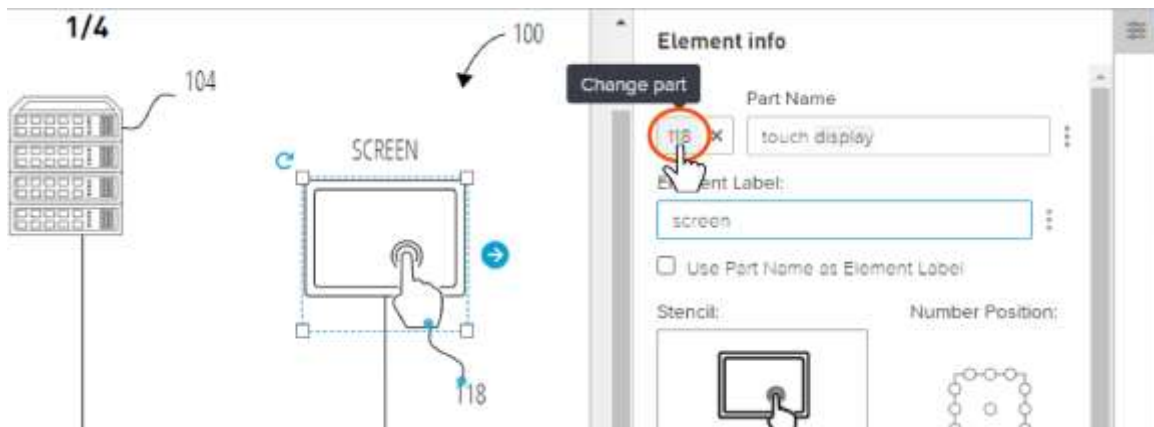 1/4
100
104
SCREEN
118
Element info
Change part
Part Name
118 × touch display
Element Label:
screen
Use Part Name as Element Label
Stencil:
Number Position: